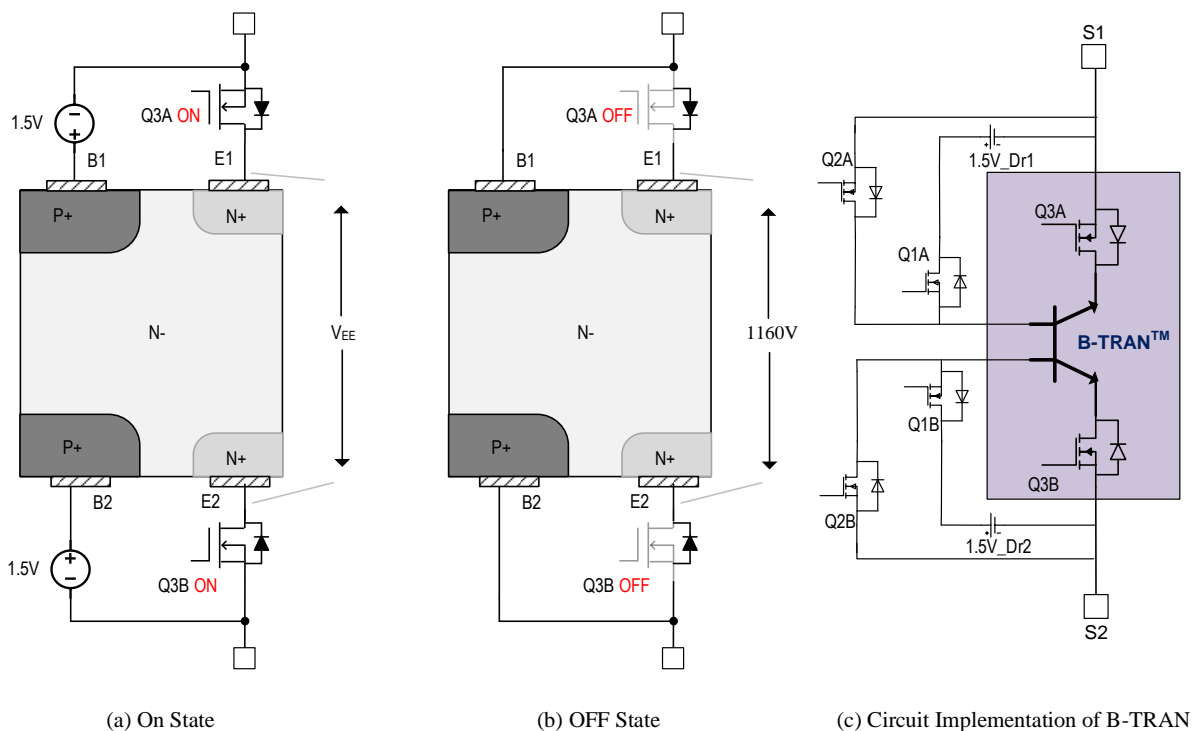 Q3A ON
1.5V
B1
E1
P+
N+
N-
VEE
P+
N+
B2
E2
1.5V
Q3B ON
Q3A OFF
B1
E1
P+
N+
N-
1160V
P+
N+
B2
E2
Q3B OFF
S1
Q2A
1.5V_Dr1
Q3A
Q1A
B-TRAN™
Q1B
Q3B
Q2B
1.5V_Dr2
S2
(a) On State
(b) OFF State
(c) Circuit Implementation of B-TRAN